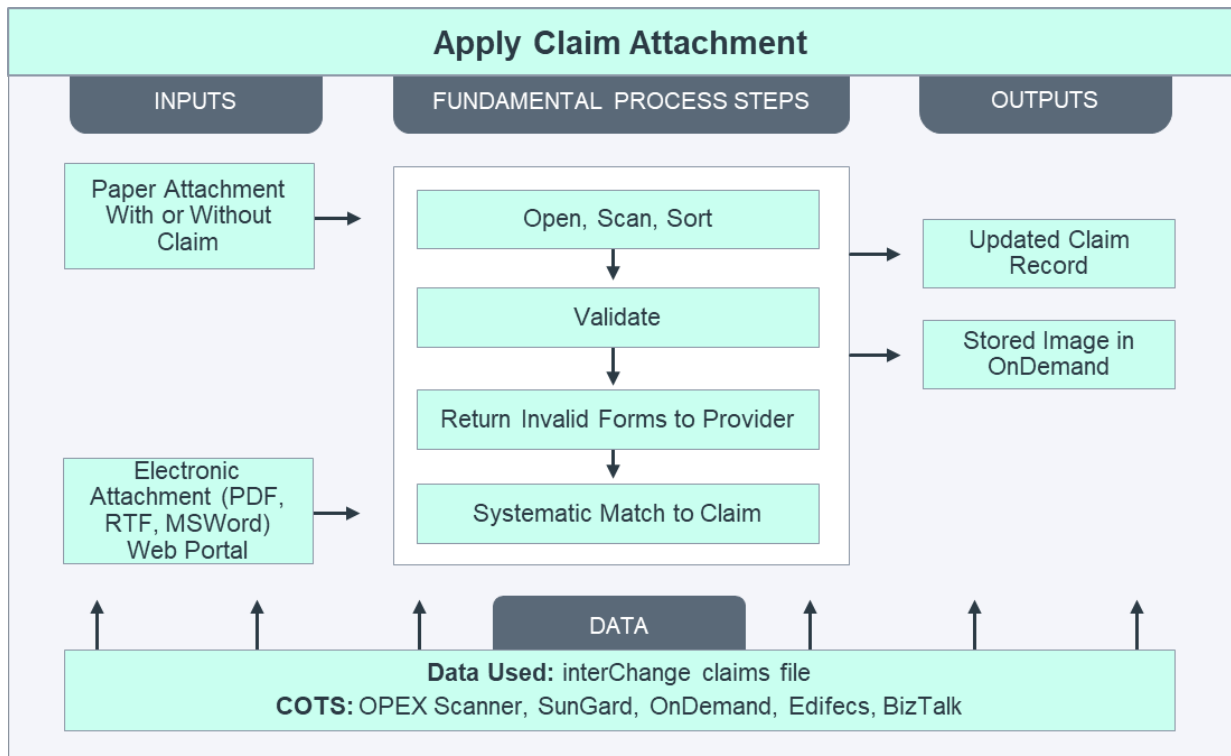 Apply Claim Attachment
INPUTS
FUNDAMENTAL PROCESS STEPS
OUTPUTS
Paper Attachment
With or Without
Claim
Electronic
Attachment (PDF,
RTF, MSWord)
Web Portal
Open, Scan, Sort
Validate
Return Invalid Forms to Provider
Systematic Match to Claim
Updated Claim
Record
Stored Image in
OnDemand
DATA
Data Used: interChange claims file
COTS: OPEX Scanner, SunGard, OnDemand, Edifecs, BizTalk